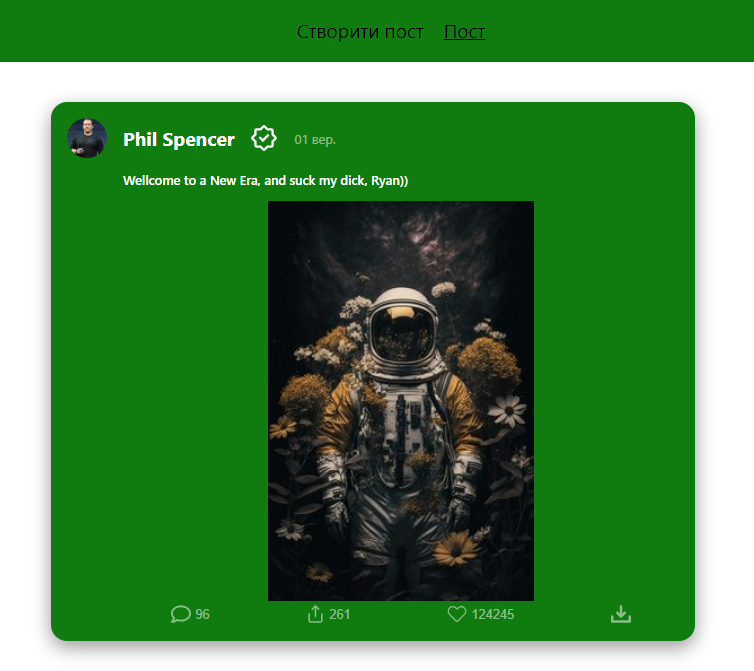 Створити пост Пост
Phil Spencer 01 вер.
Wellcome to a New Era, and suck my dick, Ryan))
96 261 124245